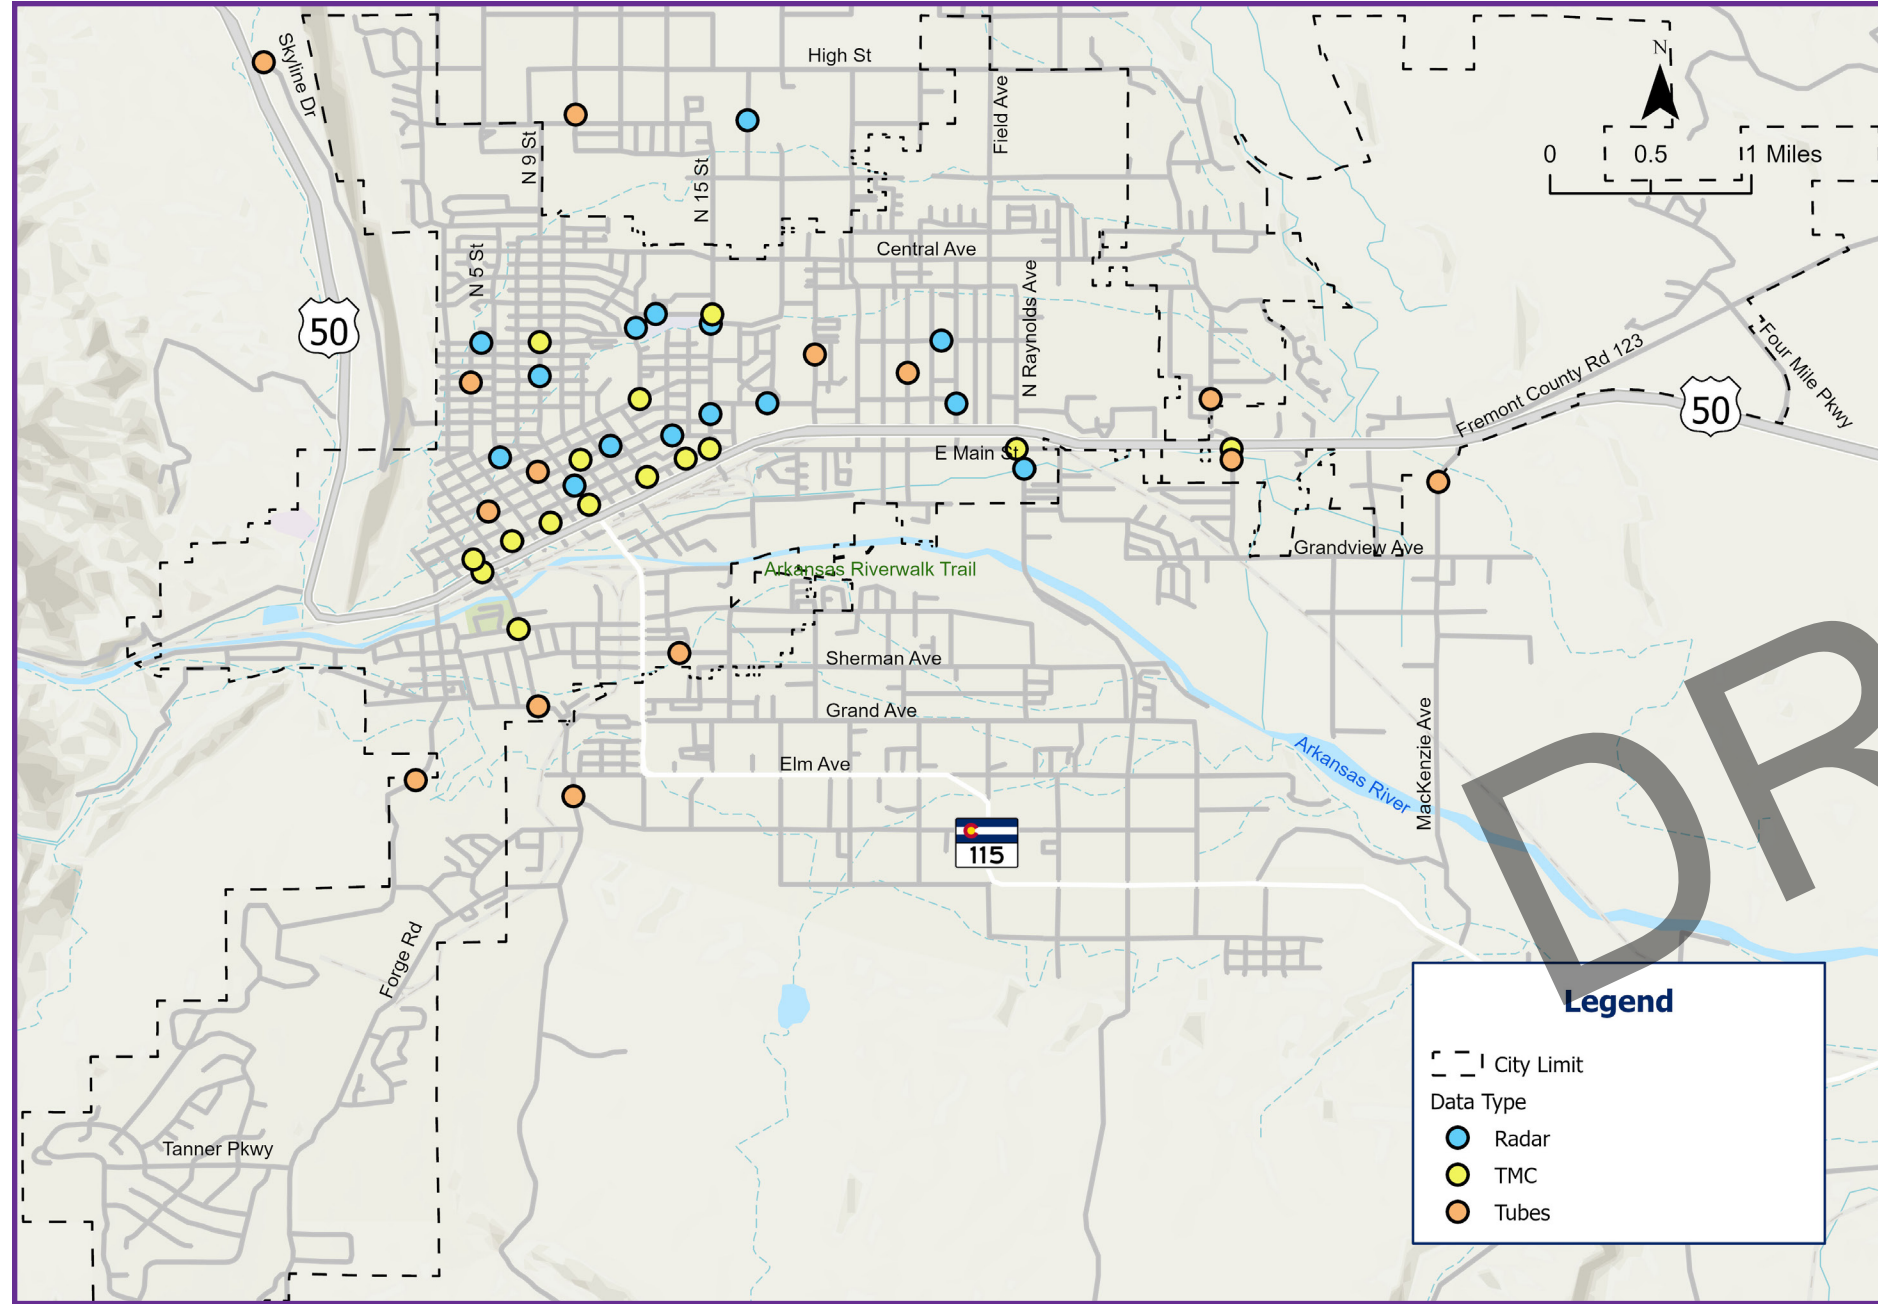 Skyline Dr
High St
Field Ave
N
0 0.5 1 Miles
N 9 St
N 15 St
N 5 St
Central Ave
N Raynolds Ave
50
Fremont County Rd 123
Four Mile Pkwy
50
E Main St
Grandview Ave
Arkansas Riverwalk Trail
Sherman Ave
Grand Ave
Elm Ave
Arkansas River
MacKenzie Ave
115
Forge Rd
Tanner Pkwy
DR
Legend
City Limit
Data Type
Radar
TMC
Tubes